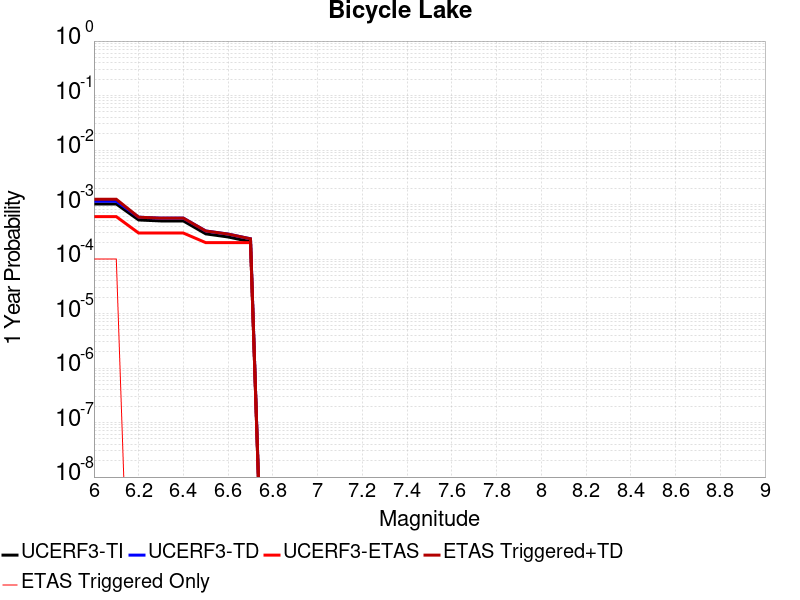 Bicycle Lake
10^0
10^-1
10^-2
10^-3
10^-4
10^-5
10^-6
10^-7
10^-8
1 Year Probability
6 6.2 6.4 6.6 6.8 7 7.2 7.4 7.6 7.8 8 8.2 8.4 8.6 8.8 9
Magnitude
UCERF3-TI UCERF3-TD UCERF3-ETAS ETAS Triggered+TD
ETAS Triggered Only